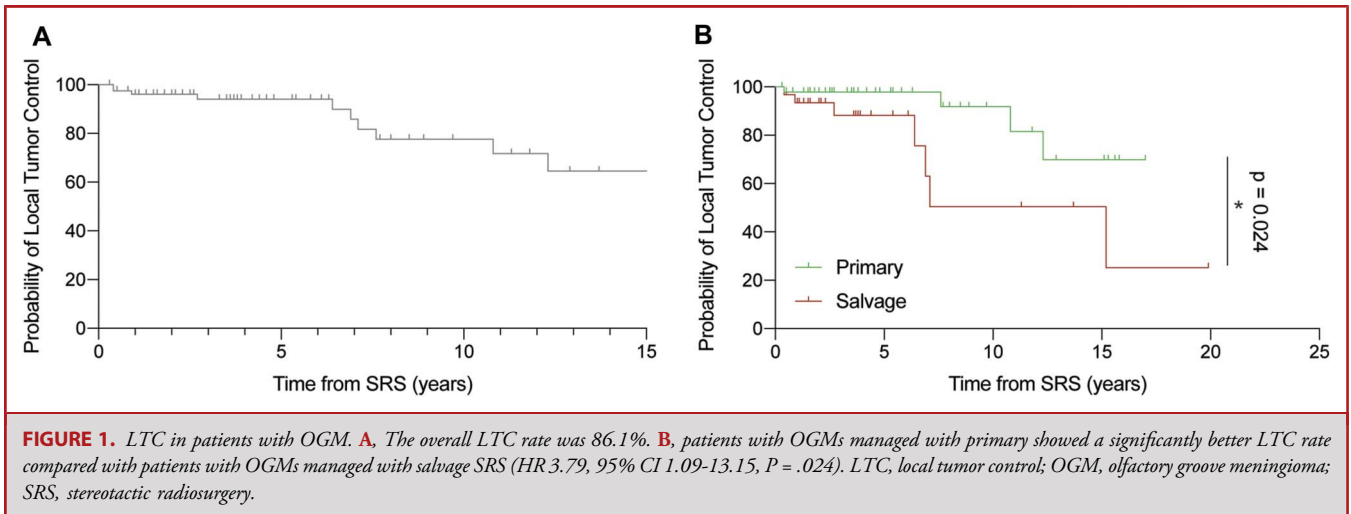 A
Probability of Local Tumor Control
100
80
60
40
20
0
0
5
10
15
Time from SRS (years)
B
Probability of Local Tumor Control
100
80
60
40
20
0
Primary
Salvage
p = 0.024
*
0
5
10
15
20
25
Time from SRS (years)
FIGURE 1. LTC in patients with OGM. A, The overall LTC rate was 86.1%. B, patients with OGMs managed with primary showed a significantly better LTC rate
compared with patients with OGMs managed with salvage SRS (HR 3.79, 95% CI 1.09-13.15, P = .024). LTC, local tumor control; OGM, olfactory groove meningioma;
SRS, stereotactic radiosurgery.